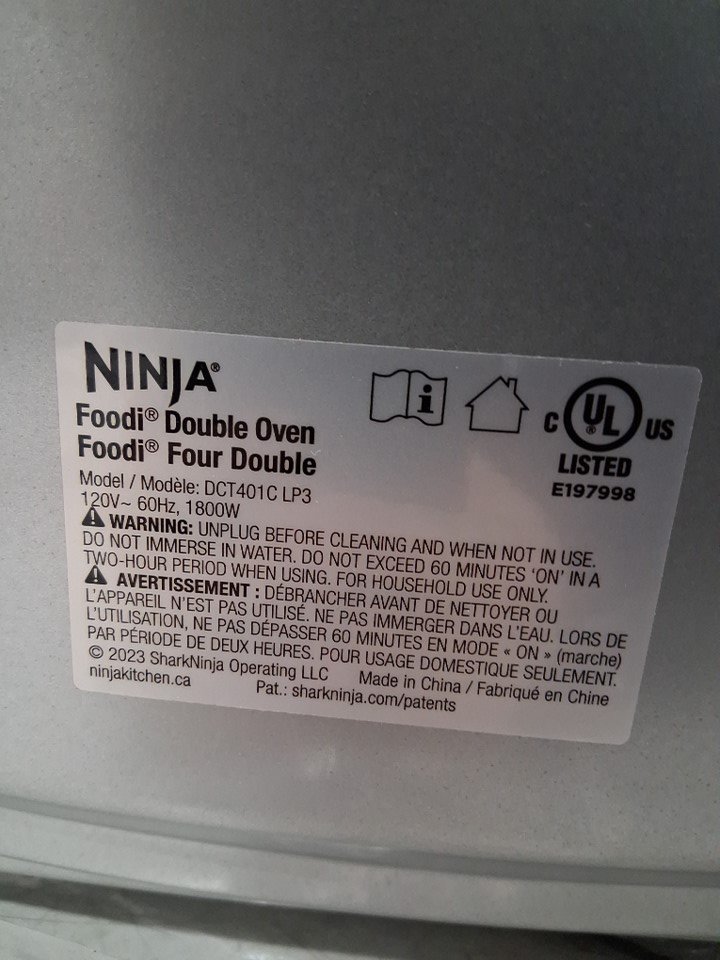 NINJA®
Foodi® Double Oven
Foodi® Four Double
Model / Modèle: DCT401C LP3
120V~ 60Hz, 1800W
WARNING: UNPLUG BEFORE CLEANING AND WHEN NOT IN USE.
DO NOT IMMERSE IN WATER. DO NOT EXCEED 60 MINUTES 'ON' IN A
TWO-HOUR PERIOD WHEN USING. FOR HOUSEHOLD USE ONLY.
AVERTISSEMENT : DÉBRANCHER AVANT DE NETTOYER OU
L'APPAREIL N'EST PAS UTILISÉ. NE PAS IMMERGER DANS L'EAU. LORS DE
L'UTILISATION, NE PAS DÉPASSER 60 MINUTES EN MODE « ON » (marche)
PAR PÉRIODE DE DEUX HEURES. POUR USAGE DOMESTIQUE SEULEMENT.
© 2023 SharkNinja Operating LLC Made in China / Fabriqué en Chine
ninjakitchen.ca Pat.: sharkninja.com/patents
i
C UL US
LISTED
E197998